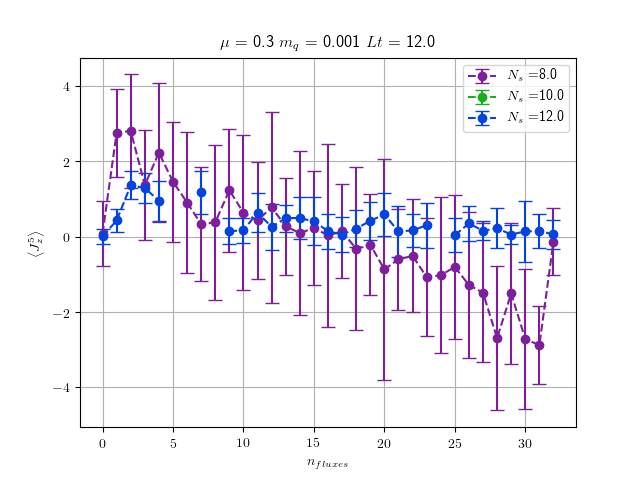 μ = 0.3 m_q = 0.001 Lt = 12.0
N_s =8.0
N_s =10.0
N_s =12.0
⟨J_z^5⟩
4
2
0
−2
−4
0 5 10 15 20 25 30
n_fluxes